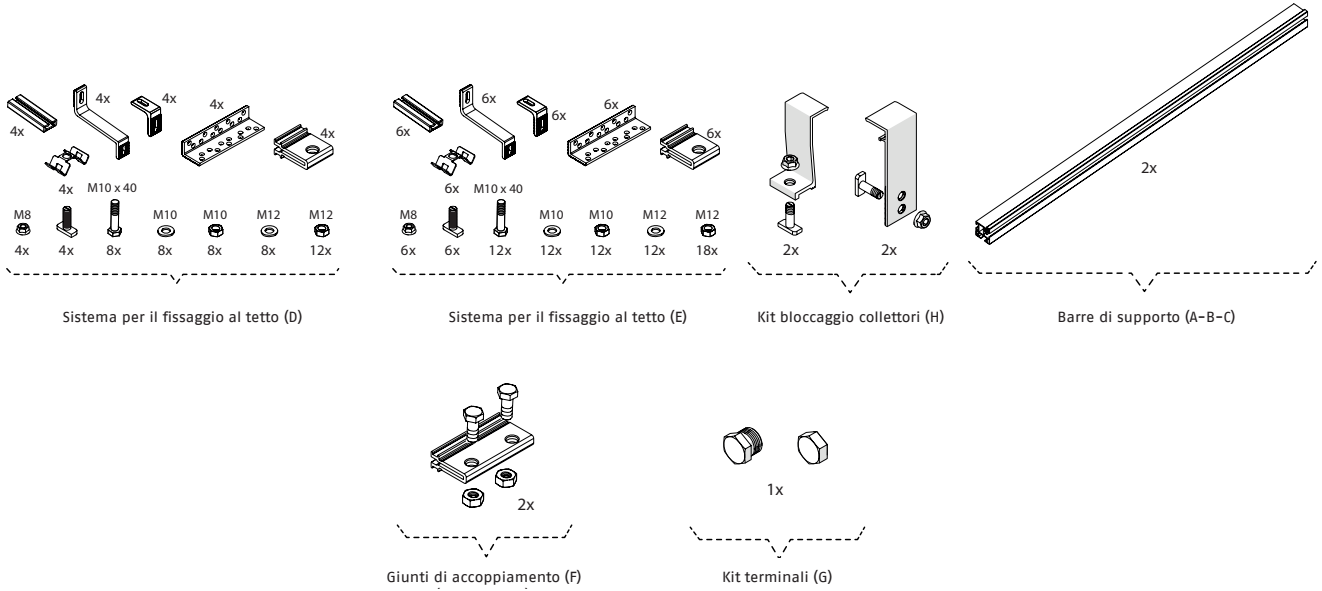 4x
4x
4x
4x
4x
4x
M10 x 40
M8
M10
M10
M12
M12
4x
4x
8x
8x
8x
8x
12x
Sistema per il fissaggio al tetto (D)
6x
6x
6x
6x
6x
6x
M10 x 40
M8
M10
M10
M12
M12
6x
6x
12x
12x
12x
12x
18x
Sistema per il fissaggio al tetto (E)
2x
2x
Kit bloccaggio collettori (H)
2x
Barre di supporto (A-B-C)
2x
Giunti di accoppiamento (F)
1x
Kit terminali (G)